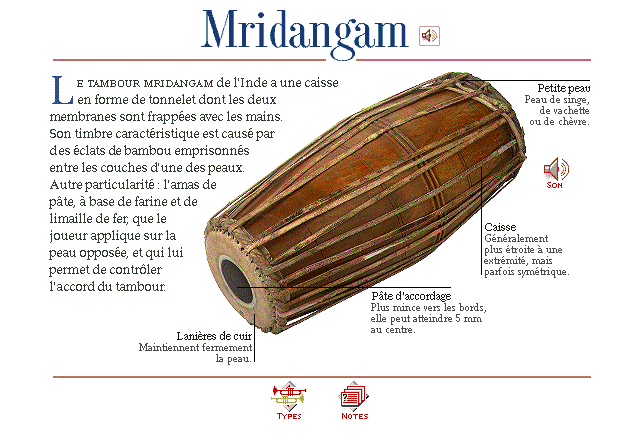 Mridangam
LE TAMBOUR MRIDANGAM de l'Inde a une caisse
en forme de tonnelet dont les deux
membranes sont frappées avec les mains.
Son timbre caractéristique est causé par
des éclats de bambou emprisonnés
entre les couches d'une des peaux.
Autre particularité : l'amas de
pâte, à base de farine et de
limaille de fer, que le
joueur applique sur la
peau opposée, et qui lui
permet de contrôler
l'accord du tambour.
Petite peau
Peau de singe,
de vachette
ou de chèvre.
SON
Caisse
Généralement
plus étroite à une
extrémité, mais
parfois symétrique.
Pâte d'accordage
Plus mince vers les bords,
elle peut atteindre 5 mm
au centre.
Lanières de cuir
Maintiennent fermement
la peau.
TYPES
NOTES